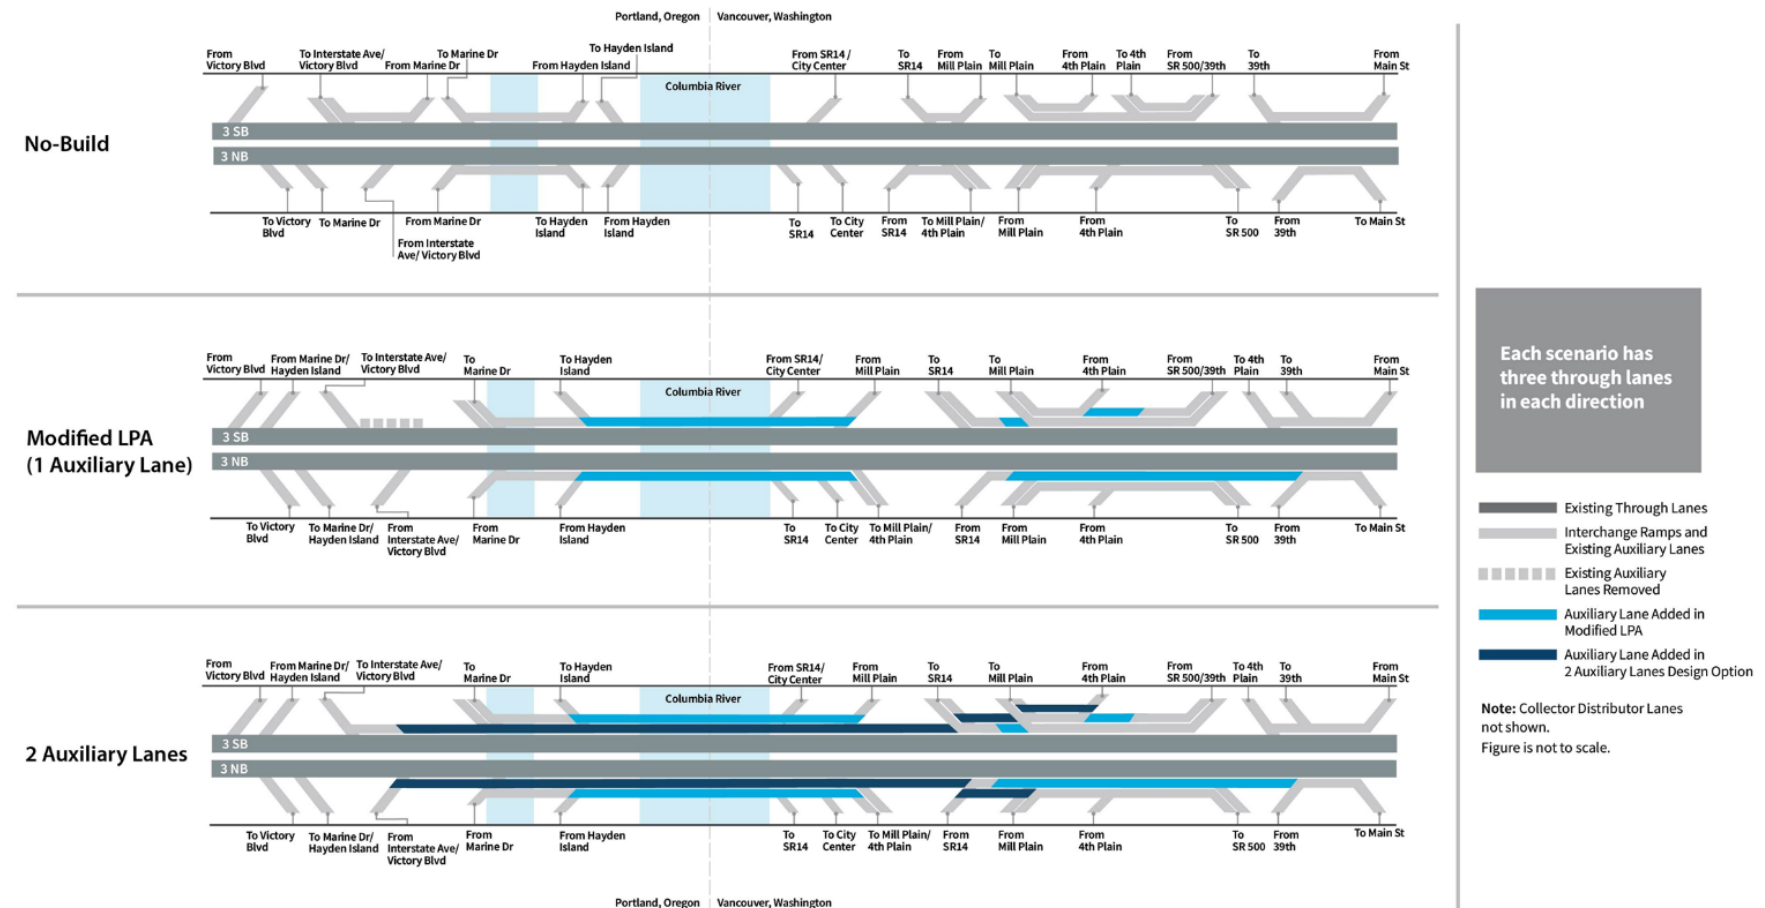 Portland, Oregon
Vancouver, Washington
No-Build
From
Victory Blvd
To Interstate Ave/
Victory Blvd
From Marine Dr
To Marine Dr
From Hayden Island
To Hayden Island
Columbia River
From SR14 /
City Center
To
SR14
From
Mill Plain
To
Mill Plain
From
4th Plain
To 4th
Plain
From
SR 500/39th
To
39th
From
Main St
3 SB
3 NB
To Victory
Blvd
To Marine Dr
From Interstate
Ave/ Victory Blvd
From Marine Dr
To Hayden
Island
From Hayden
Island
To
SR14
To City
Center
From
SR14
To Mill Plain/
4th Plain
From
Mill Plain
From
4th Plain
To
SR 500
From
39th
To Main St
Modified LPA
(1 Auxiliary Lane)
From
Victory Blvd
From Marine Dr/
Hayden Island
To Interstate Ave/
Victory Blvd
To
Marine Dr
To Hayden
Island
Columbia River
From SR14/
City Center
From
Mill Plain
To
SR14
To
Mill Plain
From
4th Plain
From
SR 500/39th
To 4th
Plain
To
39th
From
Main St
3 SB
3 NB
To Victory
Blvd
To Marine Dr/
Hayden Island
From
Interstate Ave/
Victory Blvd
From
Marine Dr
From Hayden
Island
To
SR14
To City
Center
To Mill Plain/
4th Plain
From
SR14
From
Mill Plain
From
4th Plain
To
SR 500
From
39th
To Main St
2 Auxiliary Lanes
From
Victory Blvd
From Marine Dr/
Hayden Island
To Interstate Ave/
Victory Blvd
To
Marine Dr
To Hayden
Island
Columbia River
From SR14/
City Center
From
Mill Plain
To
SR14
To
Mill Plain
From
4th Plain
From
SR 500/39th
To 4th
Plain
To
39th
From
Main St
3 SB
3 NB
To Victory
Blvd
To Marine Dr/
Hayden Island
From
Interstate Ave/
Victory Blvd
From
Marine Dr
From Hayden
Island
To
SR14
To City
Center
To Mill Plain/
4th Plain
From
SR14
From
Mill Plain
From
4th Plain
To
SR 500
From
39th
To Main St
Portland, Oregon
Vancouver, Washington
Each scenario has
three through lanes
in each direction
Existing Through Lanes
Interchange Ramps and
Existing Auxiliary Lanes
Existing Auxiliary
Lanes Removed
Auxiliary Lane Added in
Modified LPA
Auxiliary Lane Added in
2 Auxiliary Lanes Design Option
Note: Collector Distributor Lanes
not shown.
Figure is not to scale.